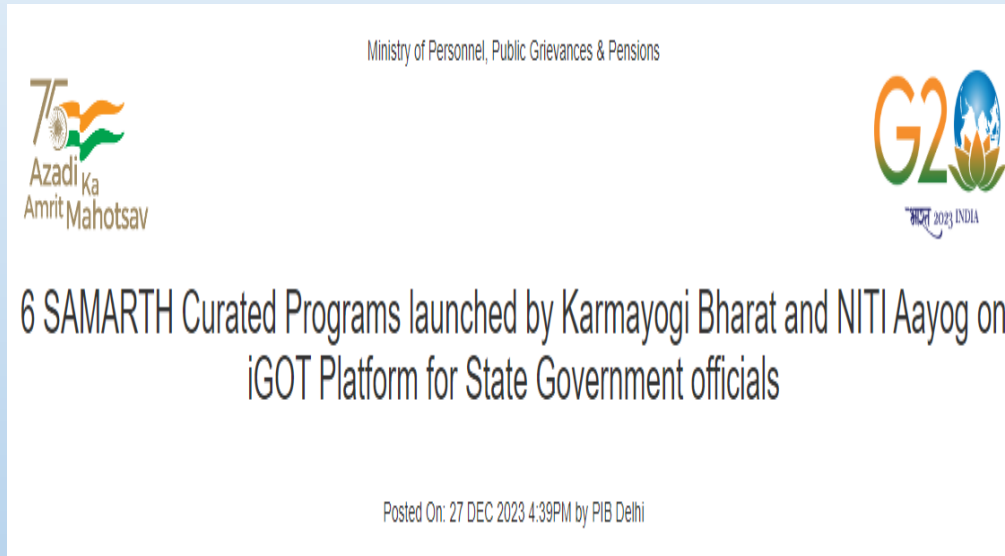 Ministry of Personnel, Public Grievances & Pensions
75
Azadi Ka
Amrit Mahotsav
G20
भारत 2023 INDIA
6 SAMARTH Curated Programs launched by Karmayogi Bharat and NITI Aayog on
iGOT Platform for State Government officials
Posted On: 27 DEC 2023 4:39PM by PIB Delhi